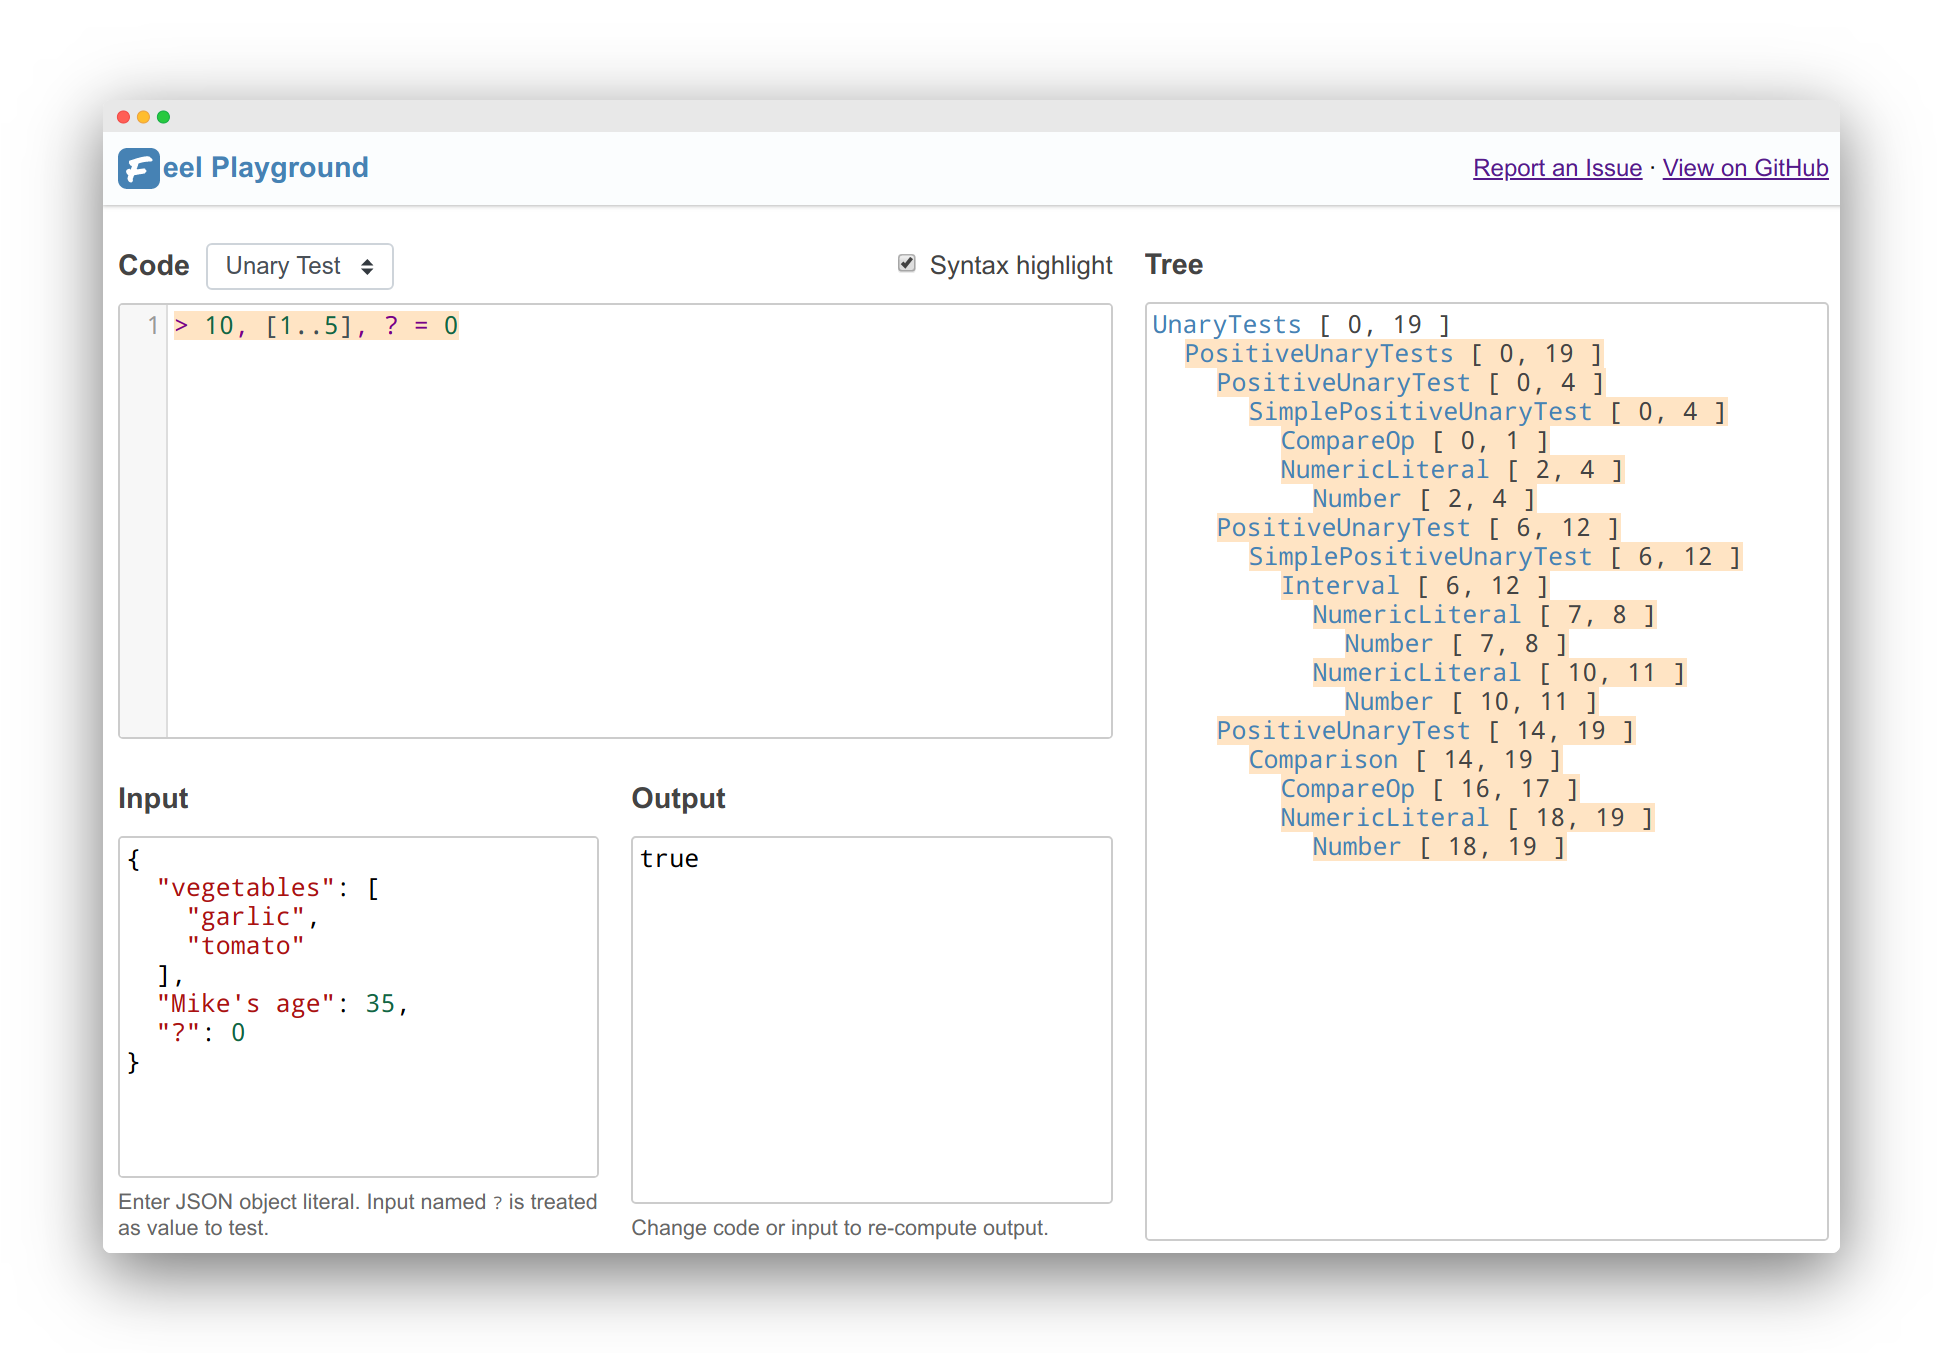 Feel Playground
Report an Issue · View on GitHub
Code Unary Test Syntax highlight
1 > 10, [1..5], ? = 0
Input
{
  "vegetables": [
    "garlic",
    "tomato"
  ],
  "Mike's age": 35,
  "?": 0
}
Enter JSON object literal. Input named ? is treated
as value to test.
Output
true
Change code or input to re-compute output.
Tree
UnaryTests [ 0, 19 ]
  PositiveUnaryTests [ 0, 19 ]
    PositiveUnaryTest [ 0, 4 ]
      SimplePositiveUnaryTest [ 0, 4 ]
        CompareOp [ 0, 1 ]
        NumericLiteral [ 2, 4 ]
          Number [ 2, 4 ]
    PositiveUnaryTest [ 6, 12 ]
      SimplePositiveUnaryTest [ 6, 12 ]
        Interval [ 6, 12 ]
          NumericLiteral [ 7, 8 ]
            Number [ 7, 8 ]
          NumericLiteral [ 10, 11 ]
            Number [ 10, 11 ]
    PositiveUnaryTest [ 14, 19 ]
      Comparison [ 14, 19 ]
        CompareOp [ 16, 17 ]
        NumericLiteral [ 18, 19 ]
          Number [ 18, 19 ]